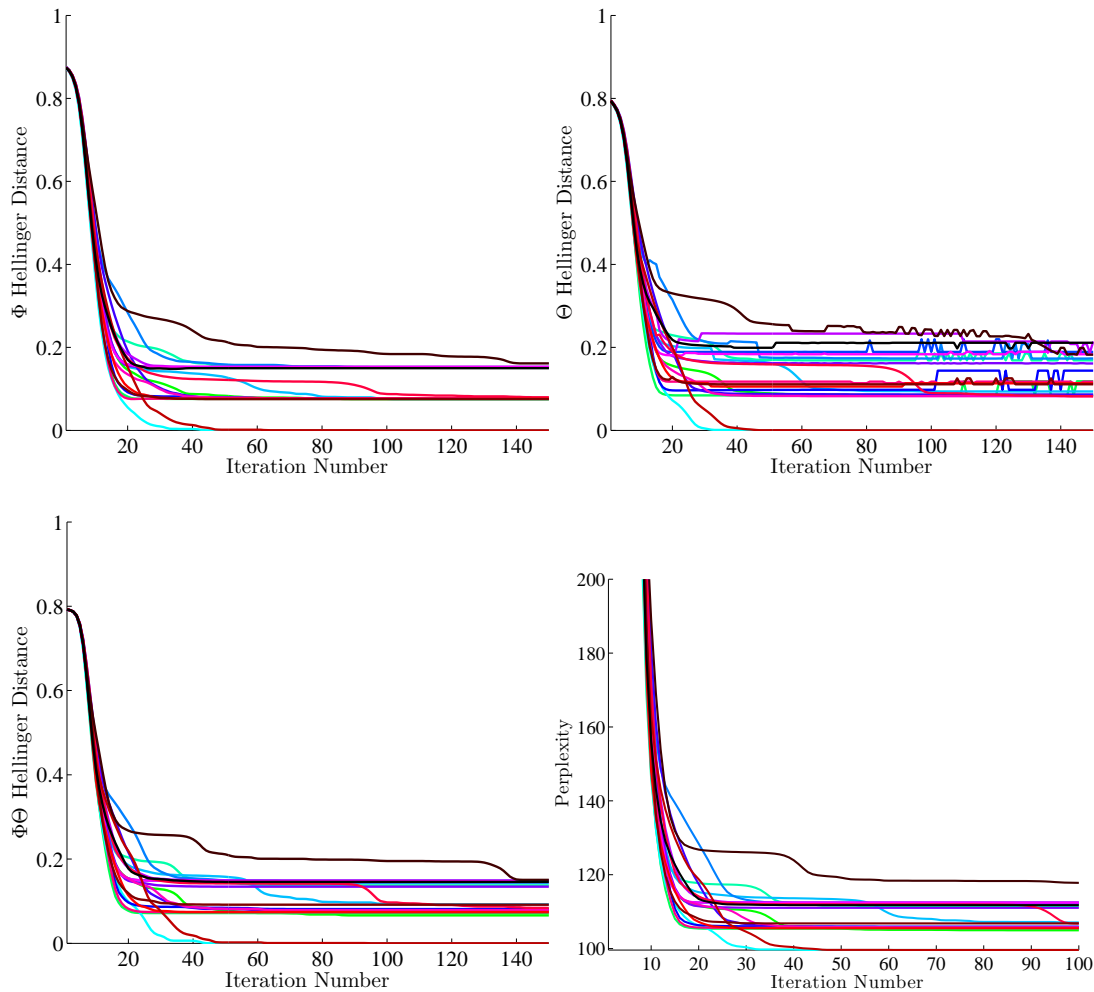 1
0.8
0.6
0.4
0.2
0
20 40 60 80 100 120 140
Iteration Number
Φ Hellinger Distance
1
0.8
0.6
0.4
0.2
0
20 40 60 80 100 120 140
Iteration Number
Θ Hellinger Distance
1
0.8
0.6
0.4
0.2
0
20 40 60 80 100 120 140
Iteration Number
ΦΘ Hellinger Distance
200
180
160
140
120
100
10 20 30 40 50 60 70 80 90 100
Iteration Number
Perplexity